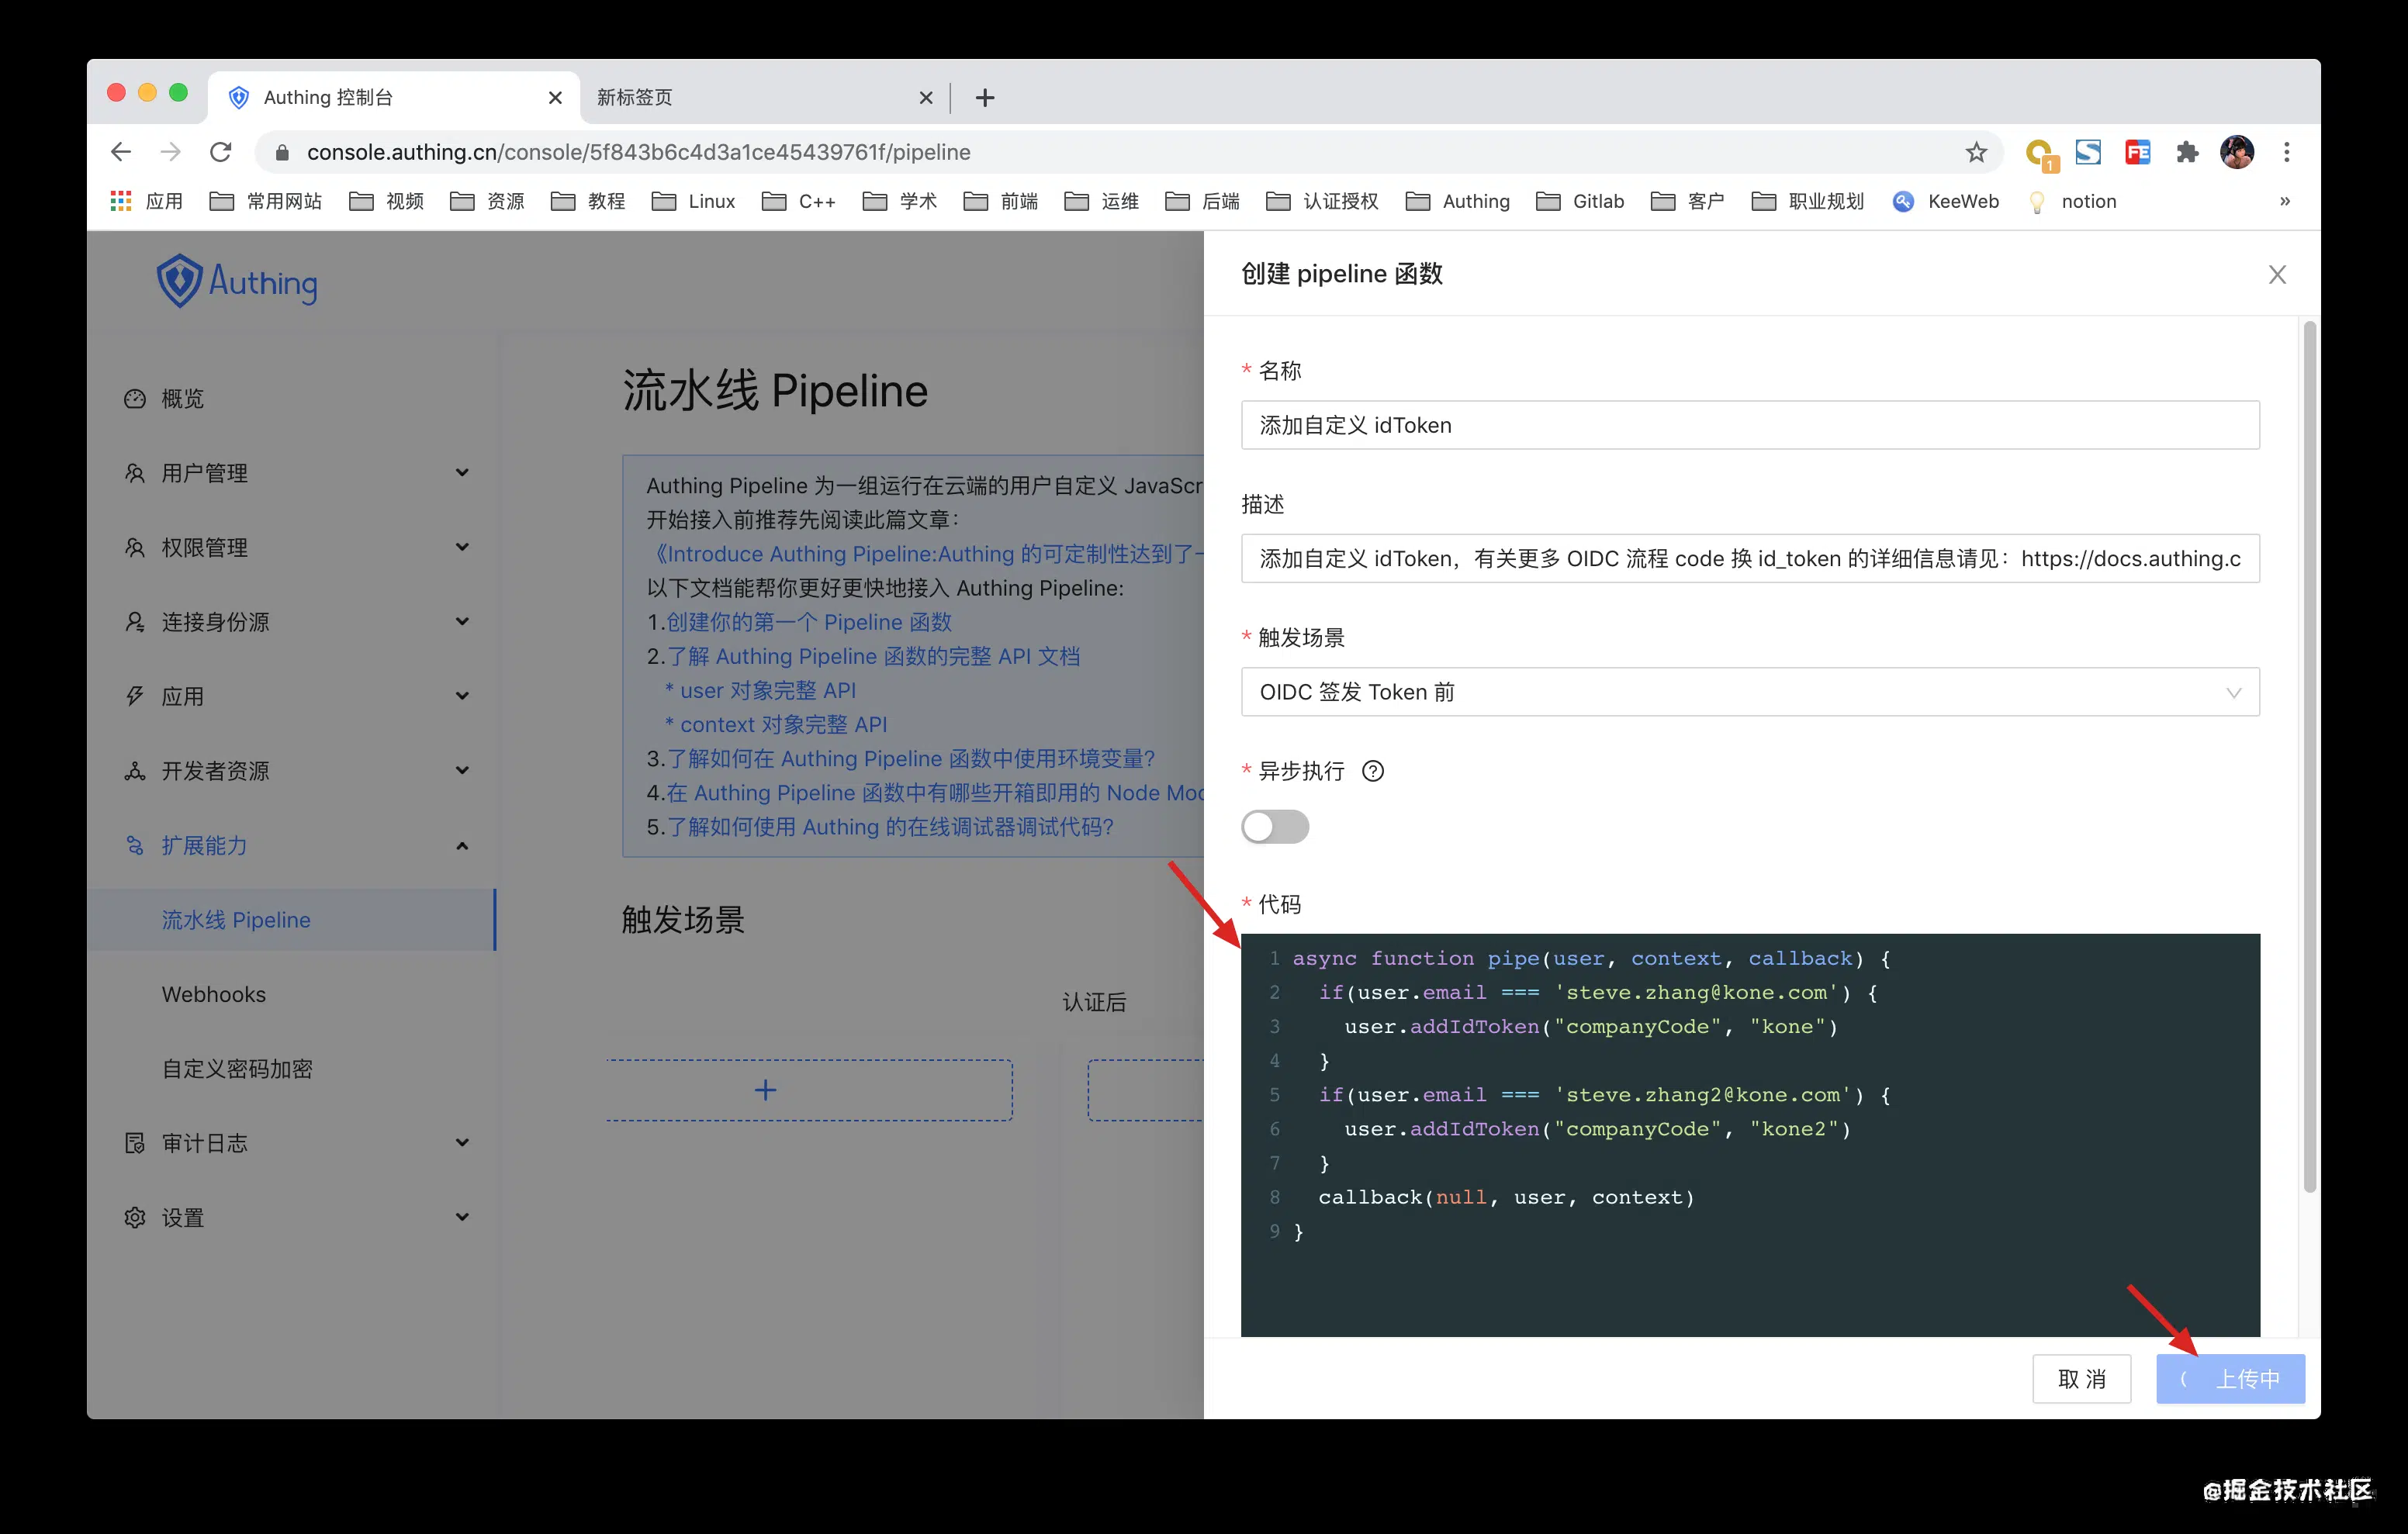 Authing 控制台
新标签页
console.authing.cn/console/5f843b6c4d3a1ce45439761f/pipeline
1
FE
应用 常用网站 视频 资源 教程 Linux C++ 学术 前端 运维 后端 认证授权 Authing Gitlab 客户 职业规划 KeeWeb notion »
Authing
概览
用户管理
权限管理
连接身份源
应用
开发者资源
扩展能力
流水线 Pipeline
Webhooks
自定义密码加密
审计日志
设置
流水线 Pipeline
Authing Pipeline 为一组运行在云端的用户自定义 JavaScr
开始接入前推荐先阅读此篇文章：
《Introduce Authing Pipeline:Authing 的可定制性达到了一
以下文档能帮你更好更快地接入 Authing Pipeline:
1.创建你的第一个 Pipeline 函数
2.了解 Authing Pipeline 函数的完整 API 文档
* user 对象完整 API
* context 对象完整 API
3.了解如何在 Authing Pipeline 函数中使用环境变量？
4.在 Authing Pipeline 函数中有哪些开箱即用的 Node Moc
5.了解如何使用 Authing 的在线调试器调试代码？
触发场景
认证后
创建 pipeline 函数
* 名称
添加自定义 idToken
描述
添加自定义 idToken，有关更多 OIDC 流程 code 换 id_token 的详细信息请见：https://docs.authing.c
* 触发场景
OIDC 签发 Token 前
* 异步执行
* 代码
1 async function pipe(user, context, callback) {
2 if(user.email === 'steve.zhang@kone.com') {
3 user.addIdToken("companyCode", "kone")
4 }
5 if(user.email === 'steve.zhang2@kone.com') {
6 user.addIdToken("companyCode", "kone2")
7 }
8 callback(null, user, context)
9 }
取 消
上传中
@掘金技术社区